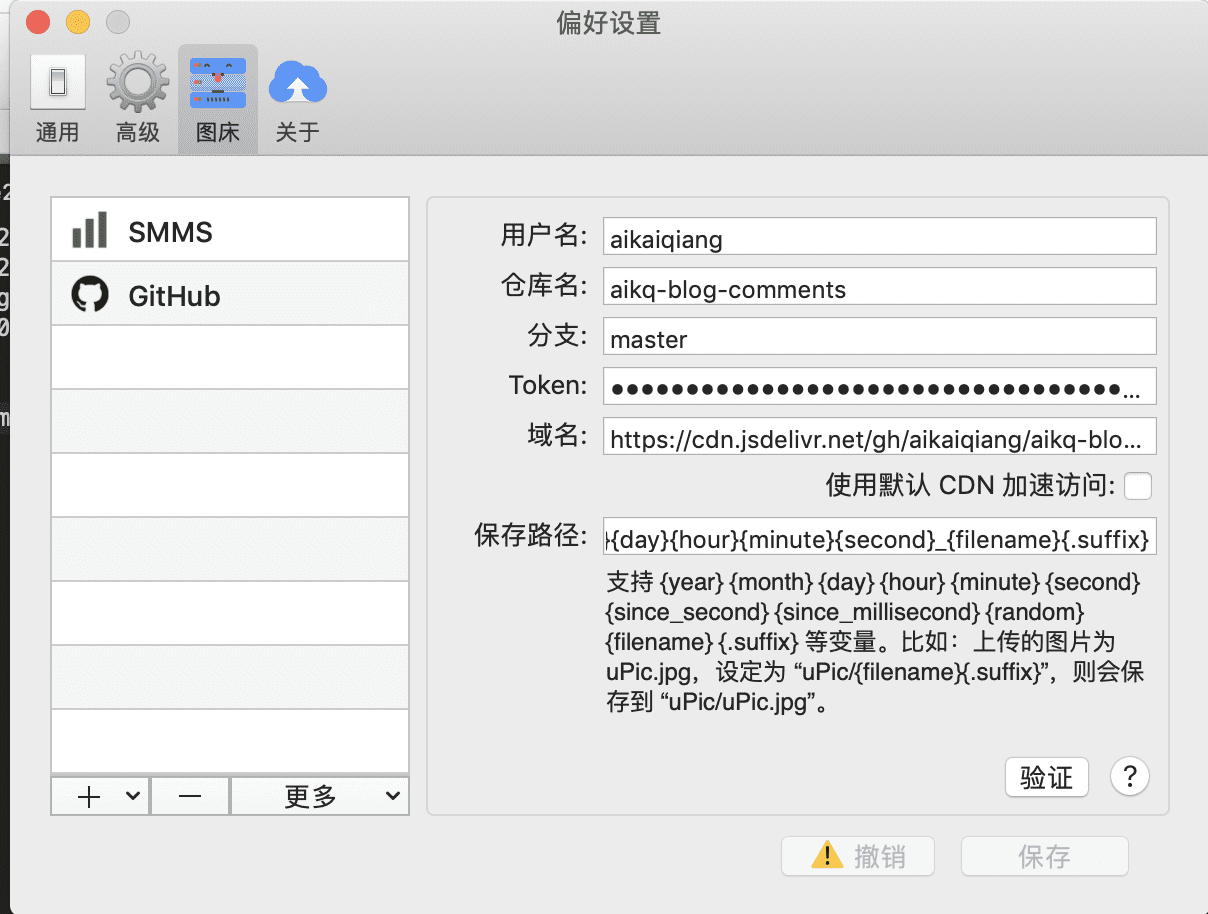 偏好设置
通用
高级
图床
关于
SMMS
GitHub
更多
用户名:
aikaiqiang
仓库名:
aikq-blog-comments
分支:
master
Token:
●●●●●●●●●●●●●●●●●●●●●●●●●●●●●●●●●●...
域名:
https://cdn.jsdelivr.net/gh/aikaiqiang/aikq-blo...
使用默认 CDN 加速访问:
保存路径:
}{day}{hour}{minute}{second}_{filename}{.suffix}
支持 {year} {month} {day} {hour} {minute} {second}
{since_second} {since_millisecond} {random}
{filename} {.suffix} 等变量。比如：上传的图片为
uPic.jpg，设定为 “uPic/{filename}{.suffix}”，则会保
存到 “uPic/uPic.jpg”。
验证
?
撤销
保存